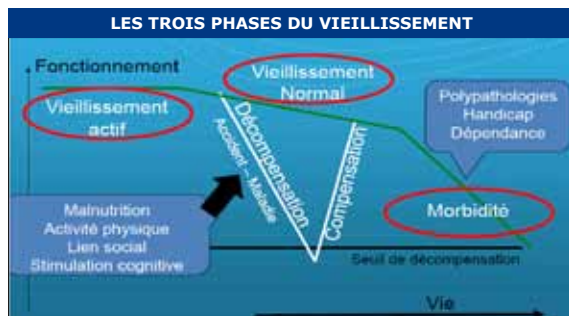 LES TROIS PHASES DU VIEILLISSEMENT
Fonctionnement
Vieillissement
actif
Vieillissement
Normal
Polypathologies
Handicap
Dépendance
Décompensation
Accident – Maladie
Compensation
Malnutrition
Activité physique
Lien social
Stimulation cognitive
Morbidité
Seuil de décompensation
Vie